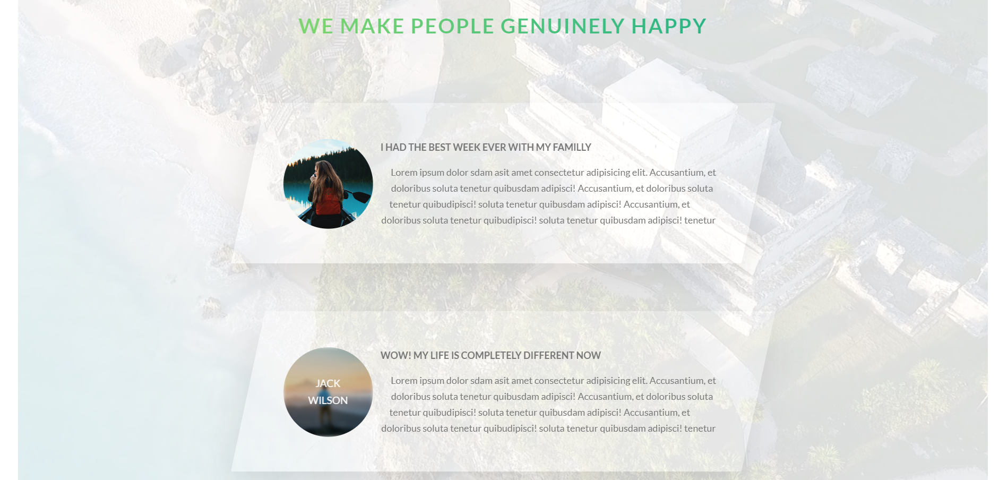 WE MAKE PEOPLE GENUINELY HAPPY
I HAD THE BEST WEEK EVER WITH MY FAMILLY
Lorem ipsum dolor sdam asit amet consectetur adipisicing elit. Accusantium, et
doloribus soluta tenetur quibusdam adipisci! Accusantium, et doloribus soluta
tenetur quibudipisci! soluta tenetur quibusdam adipisci! Accusantium, et
doloribus soluta tenetur quibudipisci! soluta tenetur quibusdam adipisci! tenetur
JACK
WILSON
WOW! MY LIFE IS COMPLETELY DIFFERENT NOW
Lorem ipsum dolor sdam asit amet consectetur adipisicing elit. Accusantium, et
doloribus soluta tenetur quibusdam adipisci! Accusantium, et doloribus soluta
tenetur quibudipisci! soluta tenetur quibusdam adipisci! Accusantium, et
doloribus soluta tenetur quibudipisci! soluta tenetur quibusdam adipisci! tenetur